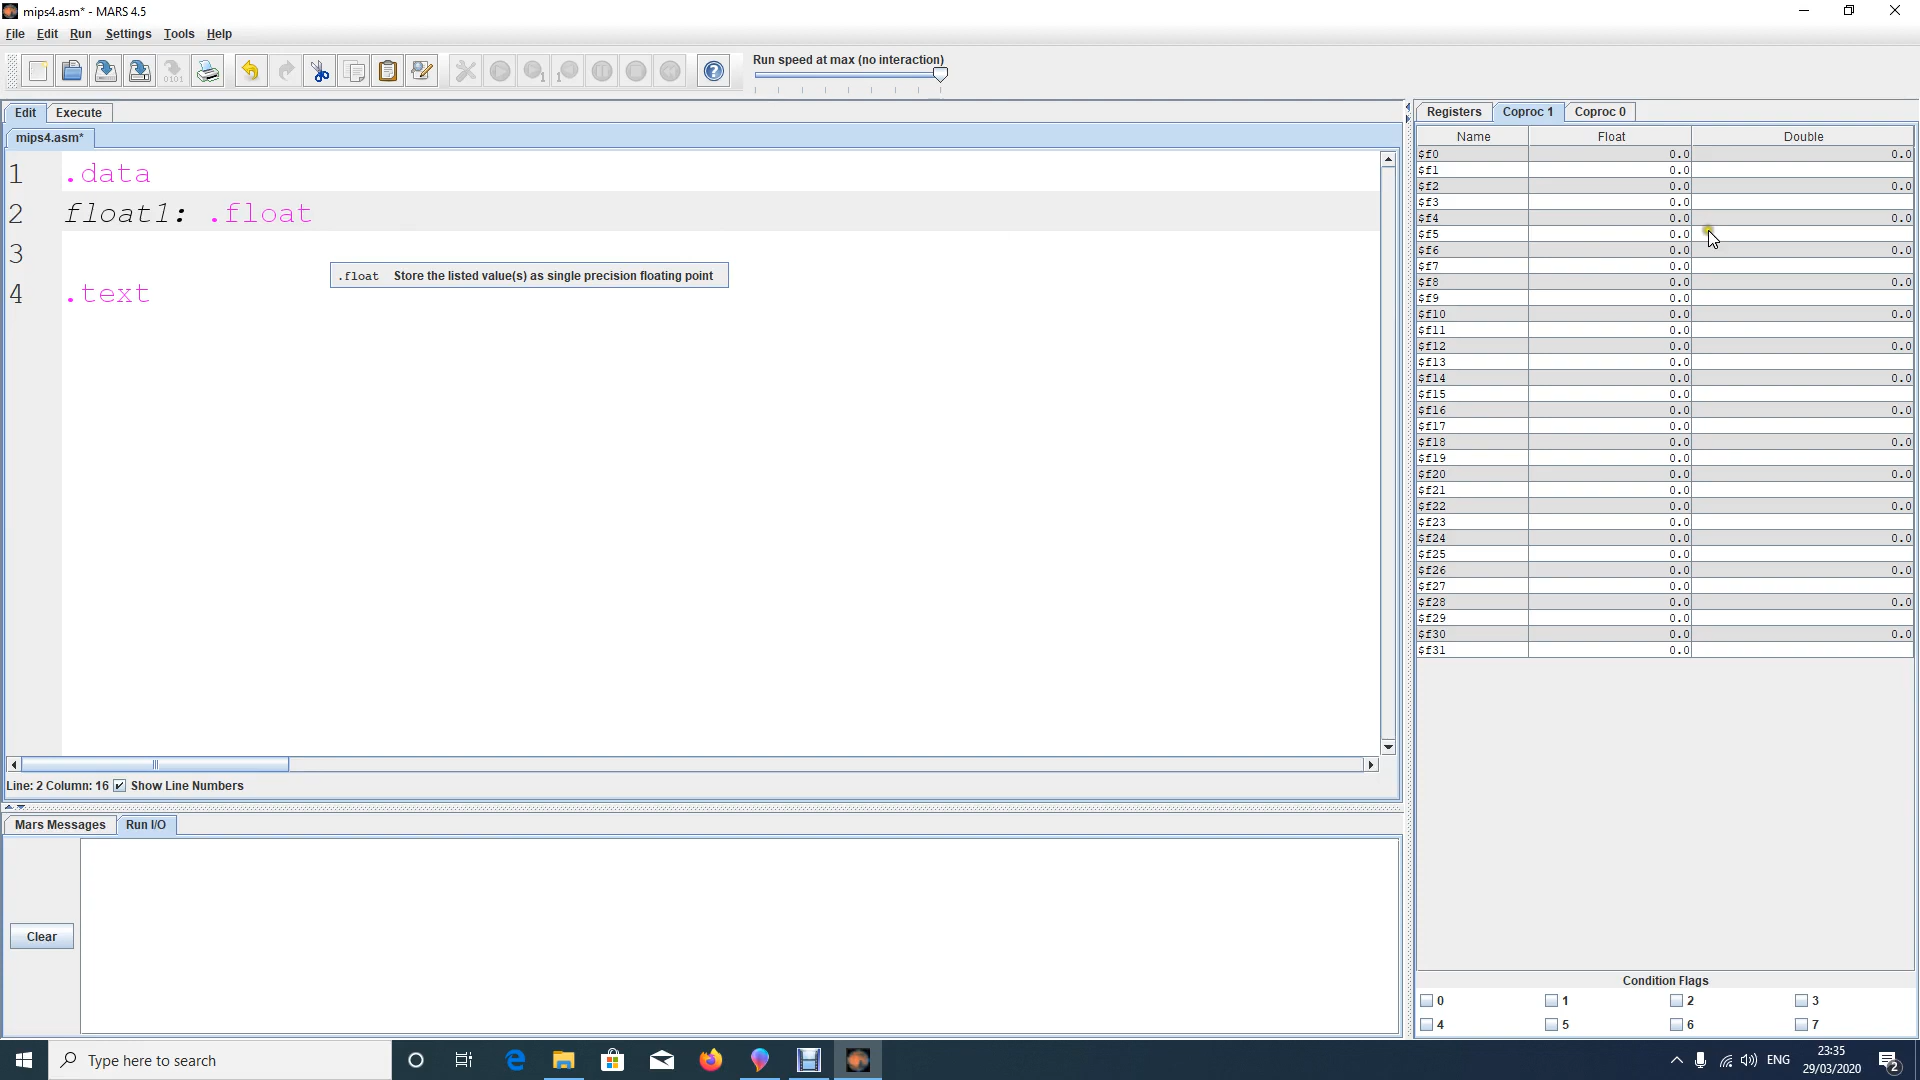 mips4.asm* - MARS 4.5
File Edit Run Settings Tools Help
Run speed at max (no interaction)
Edit Execute
mips4.asm*
1 .data
2 float1: .float
3
.float Store the listed value(s) as single precision floating point
4 .text
Line: 2 Column: 16 Show Line Numbers
Mars Messages Run I/O
Clear
Registers Coproc 1 Coproc 0
Name Float Double
$f0 0.0 0.0
$f1 0.0
$f2 0.0 0.0
$f3 0.0
$f4 0.0 0.0
$f5 0.0
$f6 0.0 0.0
$f7 0.0
$f8 0.0 0.0
$f9 0.0
$f10 0.0 0.0
$f11 0.0
$f12 0.0 0.0
$f13 0.0
$f14 0.0 0.0
$f15 0.0
$f16 0.0 0.0
$f17 0.0
$f18 0.0 0.0
$f19 0.0
$f20 0.0 0.0
$f21 0.0
$f22 0.0 0.0
$f23 0.0
$f24 0.0 0.0
$f25 0.0
$f26 0.0 0.0
$f27 0.0
$f28 0.0 0.0
$f29 0.0
$f30 0.0 0.0
$f31 0.0
Condition Flags
0 1 2 3
4 5 6 7
Type here to search
ENG
23:35
29/03/2020
2